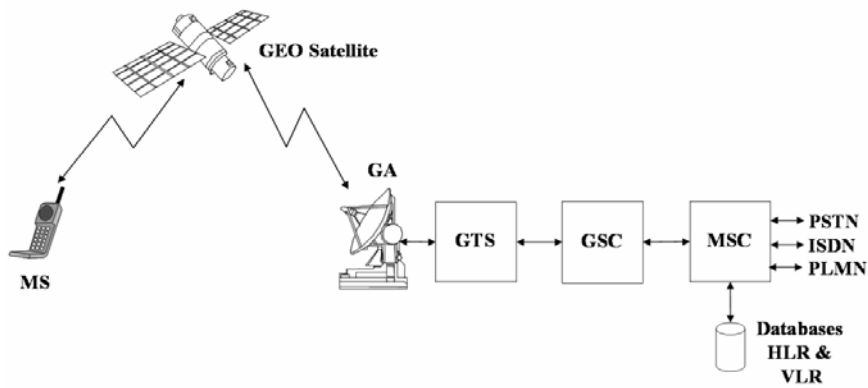 GEO Satellite
GA
MS
GTS
GSC
MSC
PSTN
ISDN
PLMN
Databases
HLR &
VLR